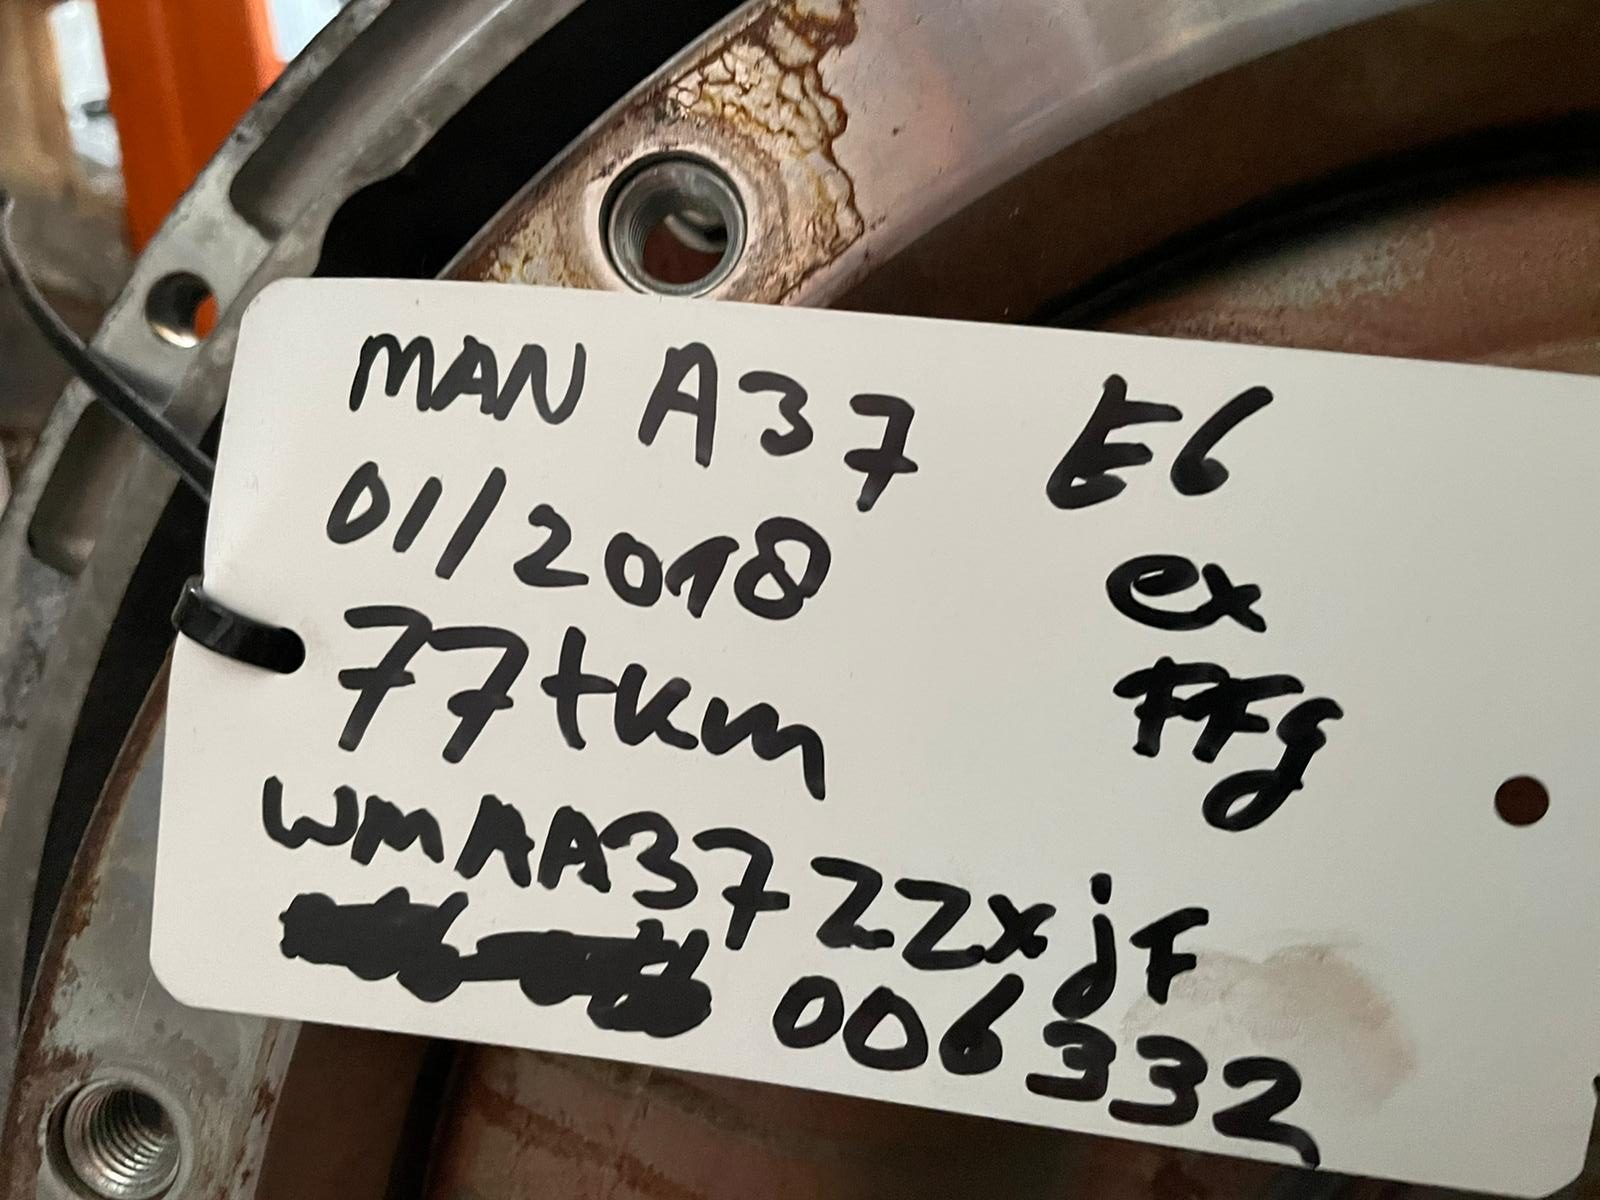 MAN A37 E6
01/2018 ex
77tkm FFg
WMAA37ZZxjF
006332